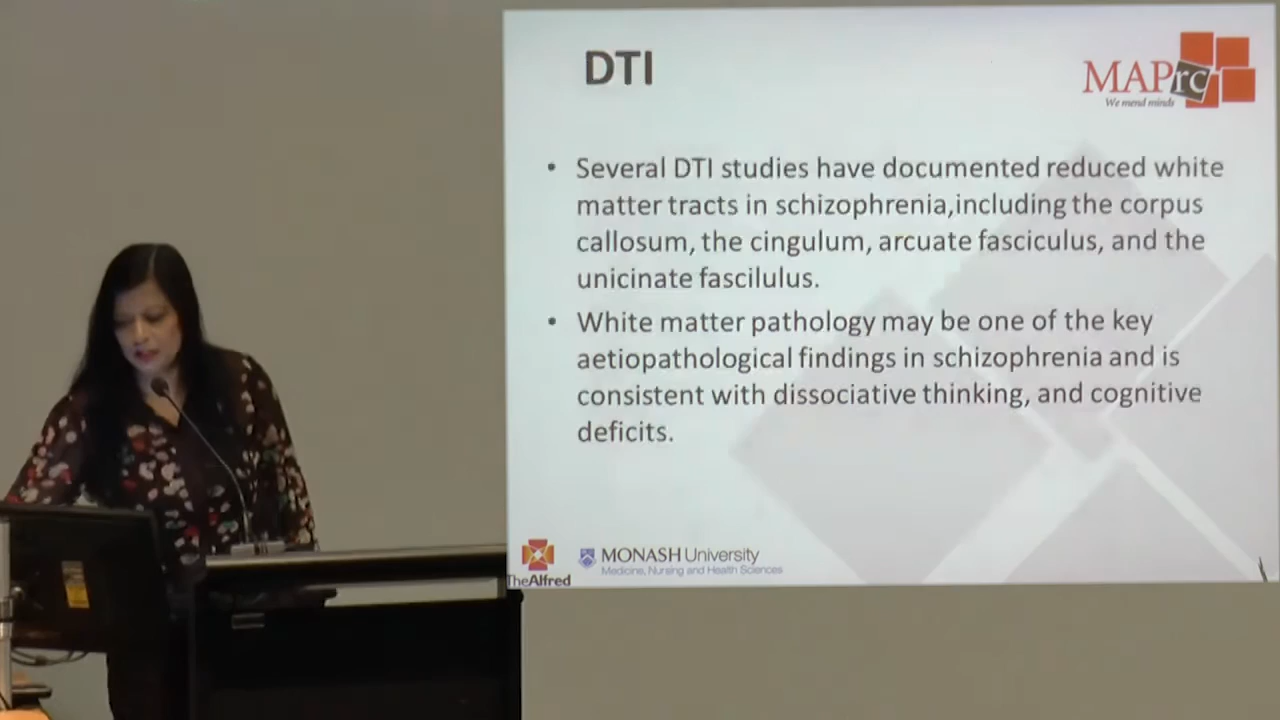 DTI
MAPrc
We mend minds
• Several DTI studies have documented reduced white
matter tracts in schizophrenia,including the corpus
callosum, the cingulum, arcuate fasciculus, and the
unicinate fascilulus.
• White matter pathology may be one of the key
aetiopathological findings in schizophrenia and is
consistent with dissociative thinking, and cognitive
deficits.
TheAlfred
MONASH University
Medicine, Nursing and Health Sciences